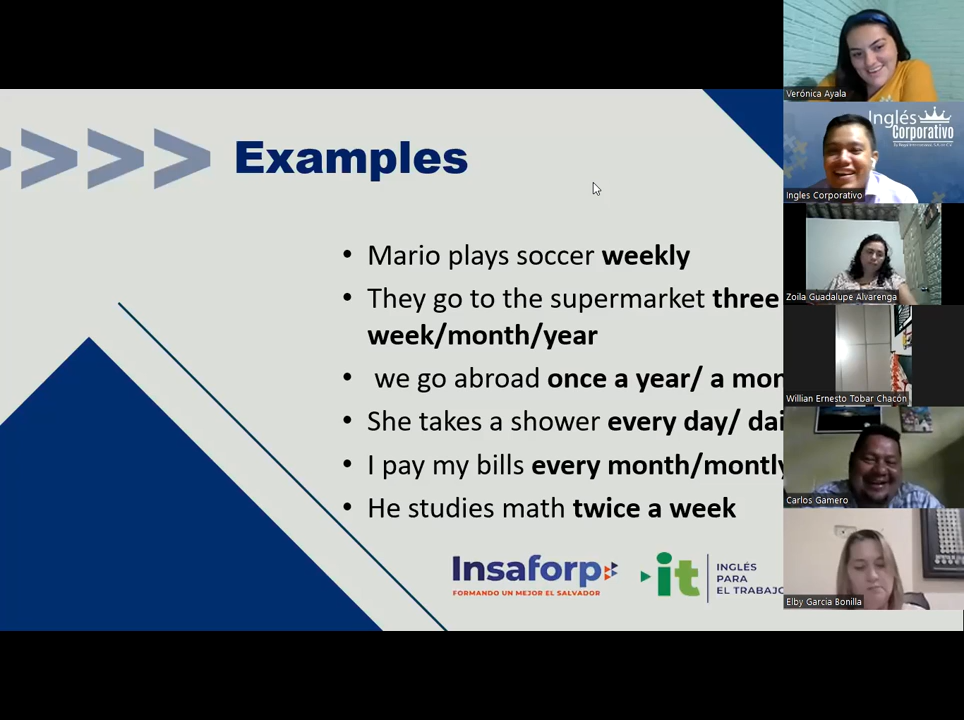 Examples
• Mario plays soccer weekly
• They go to the supermarket three
week/month/year
• we go abroad once a year/ a mon
• She takes a shower every day/ dai
• I pay my bills every month/montly
• He studies math twice a week
Insaforp
FORMANDO UN MEJOR EL SALVADOR
it
INGLÉS
PARA
EL TRABAJO
Verónica Ayala
Inglés
Corporativo
Ingles Corporativo
Zoila Guadalupe Alvarenga
Willian Ernesto Tobar Chacón
Carlos Gamero
Elby Garcia Bonilla